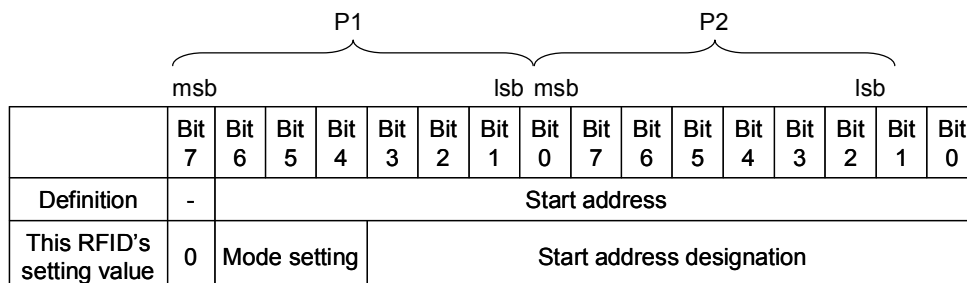 P1 P2
msb lsb msb lsb
Bit 7 Bit 6 Bit 5 Bit 4 Bit 3 Bit 2 Bit 1 Bit 0 Bit 7 Bit 6 Bit 5 Bit 4 Bit 3 Bit 2 Bit 1 Bit 0
Definition - Start address
This RFID's setting value 0 Mode setting Start address designation